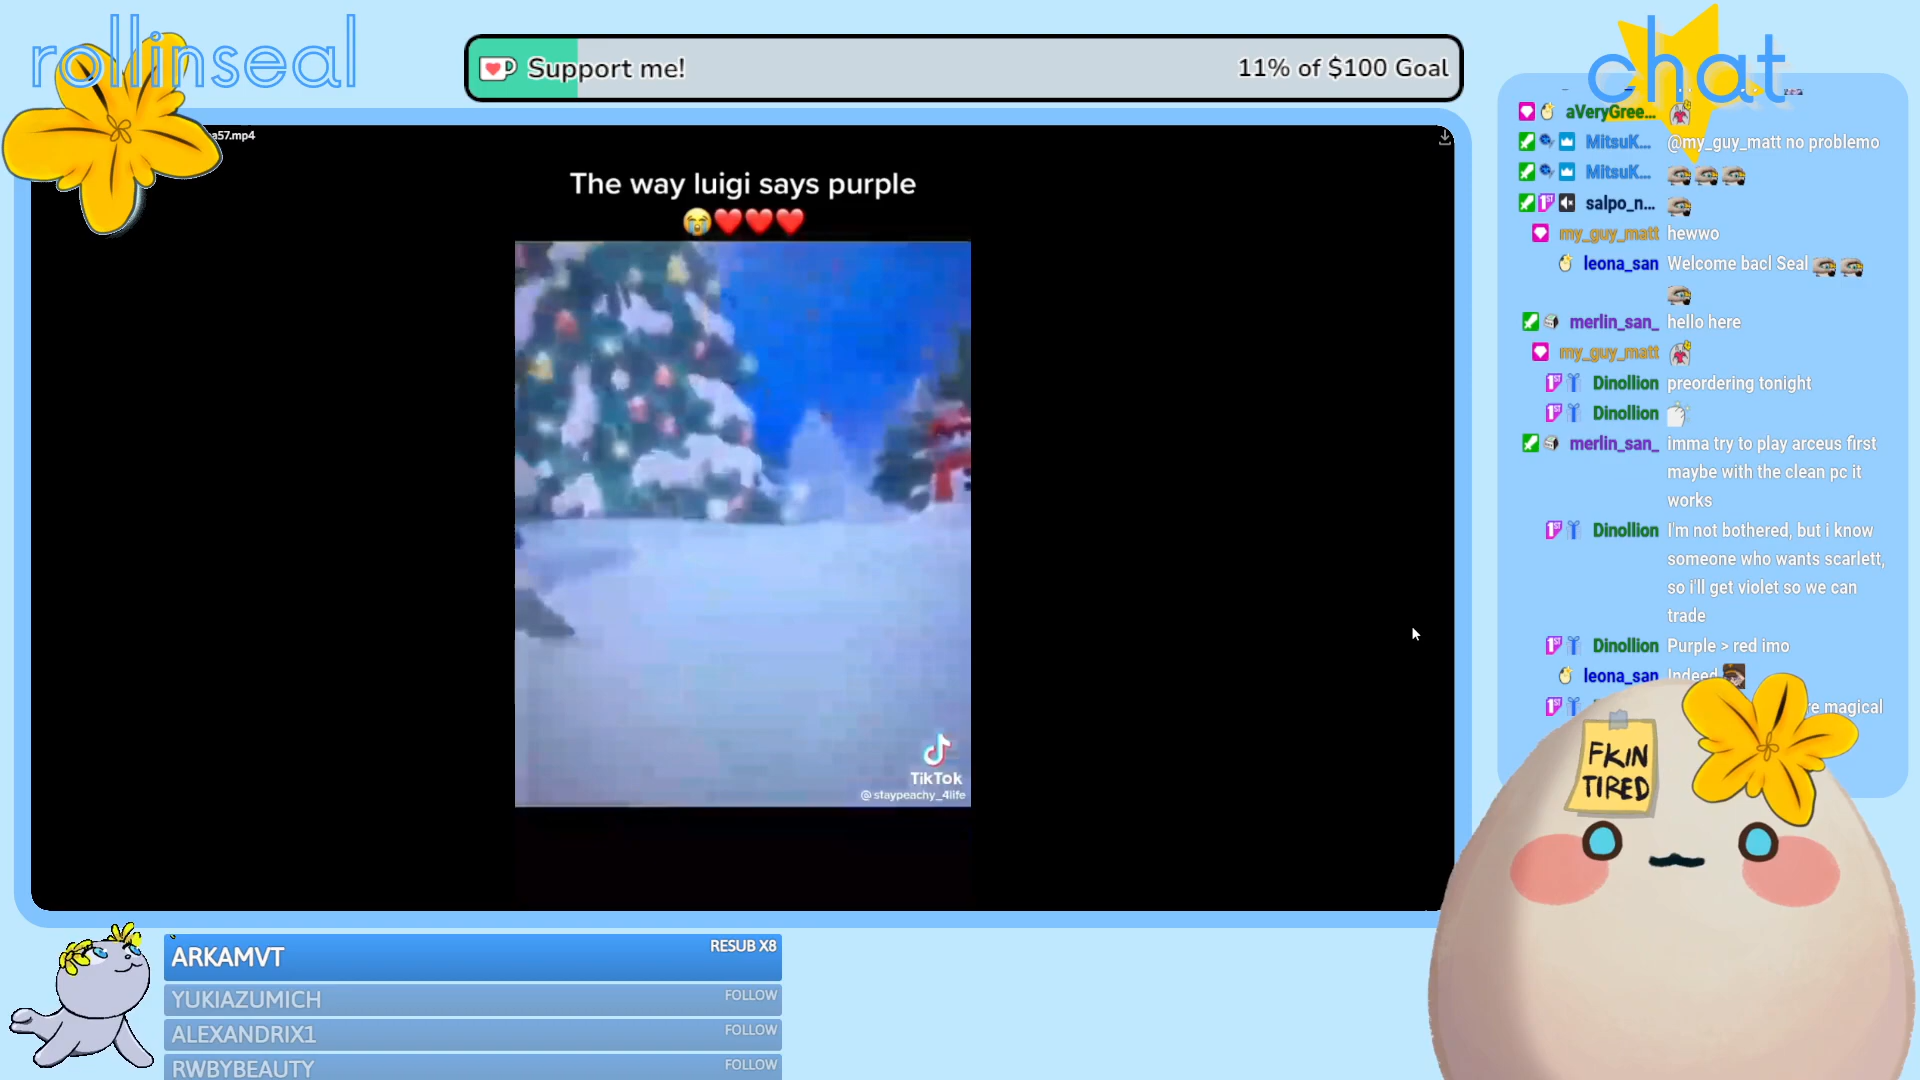 rollinseal
Support me!
11% of $100 Goal
chat
a57.mp4
The way luigi says purple
😭❤️❤️❤️
TikTok
@staypeachy_4life
aVeryGree...
MitsuK... @my_guy_matt no problemo
MitsuK...
salpo_n...
my_guy_matt hewwo
leona_san Welcome bacl Seal
merlin_san_ hello here
my_guy_matt
Dinollion preordering tonight
Dinollion
merlin_san_ imma try to play arceus first
maybe with the clean pc it
works
Dinollion I'm not bothered, but i know
someone who wants scarlett,
so i'll get violet so we can
trade
Dinollion Purple > red imo
leona_san Indeed
magical
FKIN
TIRED
ARKAMVT RESUB X8
YUKIAZUMICH FOLLOW
ALEXANDRIX1 FOLLOW
RWBYBEAUTY FOLLOW